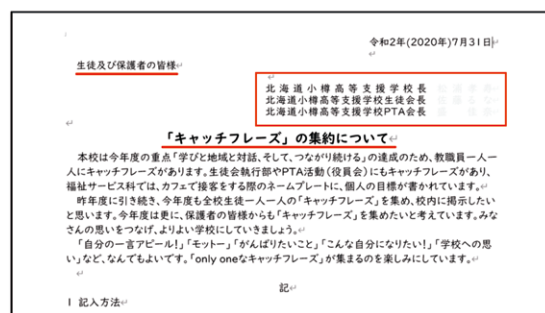 令和2年(2020年)7月31日
生徒及び保護者の皆様
北海道小樽高等支援学校長
北海道小樽高等支援学校生徒会長
北海道小樽高等支援学校PTA会長
「キャッチフレーズ」の集約について
本校は今年度の重点「学びと地域と対話、そして、つながり続ける」の達成のため、教職員一人一
人にキャッチフレーズがあります。生徒会執行部やPTA活動(役員会)にもキャッチフレーズがあり、
福祉サービス科では、カフェで接客をする際のネームプレートに、個人の目標が書かれています。
昨年度に引き続き、今年度も全校生徒一人一人の「キャッチフレーズ」を集め、校内に掲示したい
と思います。今年度は更に、保護者の皆様からも「キャッチフレーズ」を集めたいと考えています。みな
さんの思いをつなげ、よりよい学校にしていきましょう。
「自分の一言アピール!」「モットー」「がんばりたいこと」「こんな自分になりたい!」「学校への思
い」など、なんでもよいです。「only oneなキャッチフレーズ」が集まるのを楽しみにしています。
記
1 記入方法